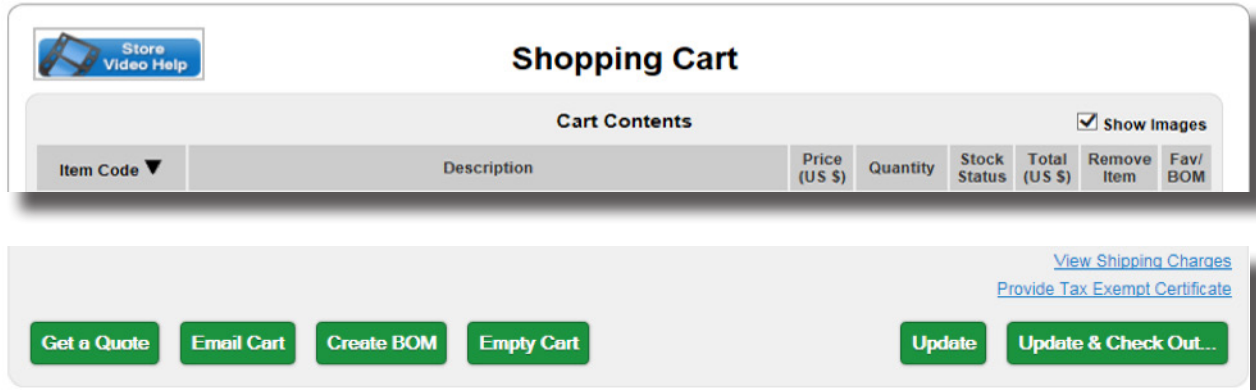 Store
Video Help
Shopping Cart
Cart Contents
Show Images
Item Code ▼ Description Price (US $) Quantity Stock Status Total (US $) Remove Item Fav/ BOM
View Shipping Charges
Provide Tax Exempt Certificate
Get a Quote Email Cart Create BOM Empty Cart Update Update & Check Out...